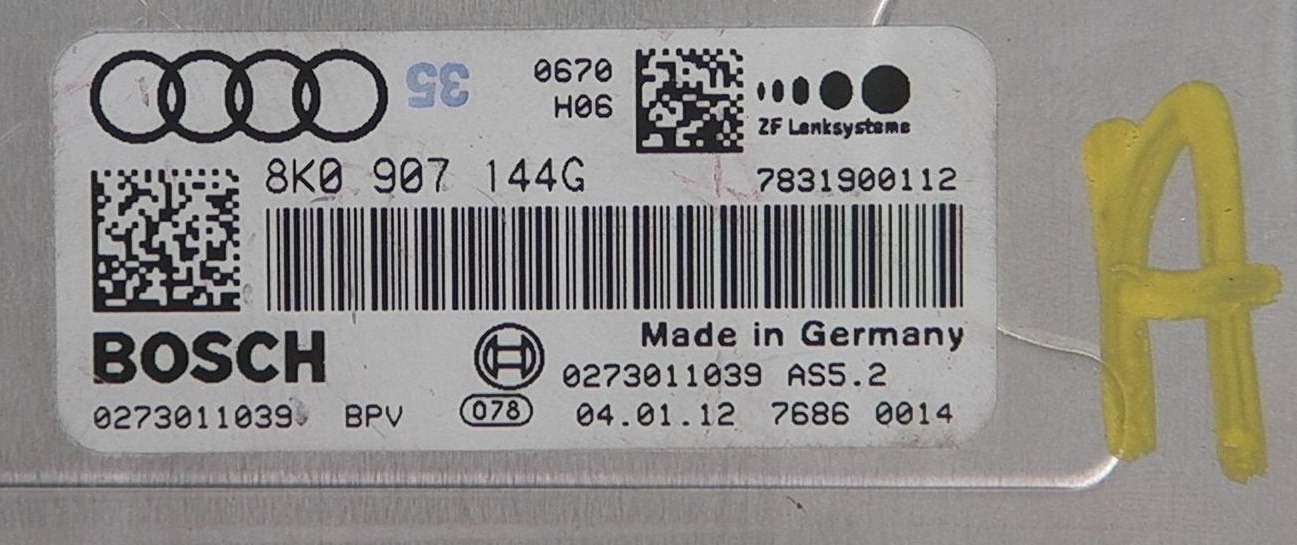 35
0670
H06
ZF Lenksysteme
8K0 907 144G
7831900112
BOSCH
Made in Germany
0273011039 AS5.2
0273011039 BPV 078 04.01.12 7686 0014
A